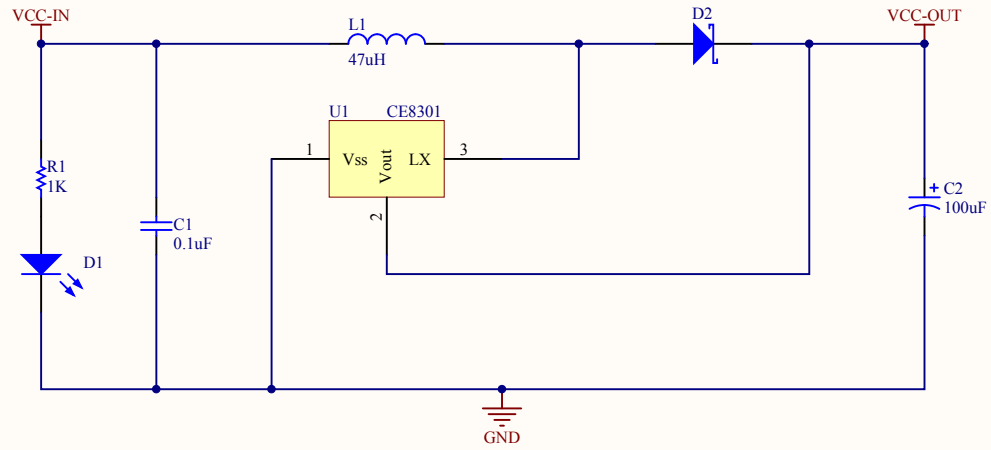 VCC-IN
L1
47uH
D2
VCC-OUT
U1 CE8301
1 Vss Vout LX 3
2
R1
1K
C1
0.1uF
D1
+ C2
100uF
GND